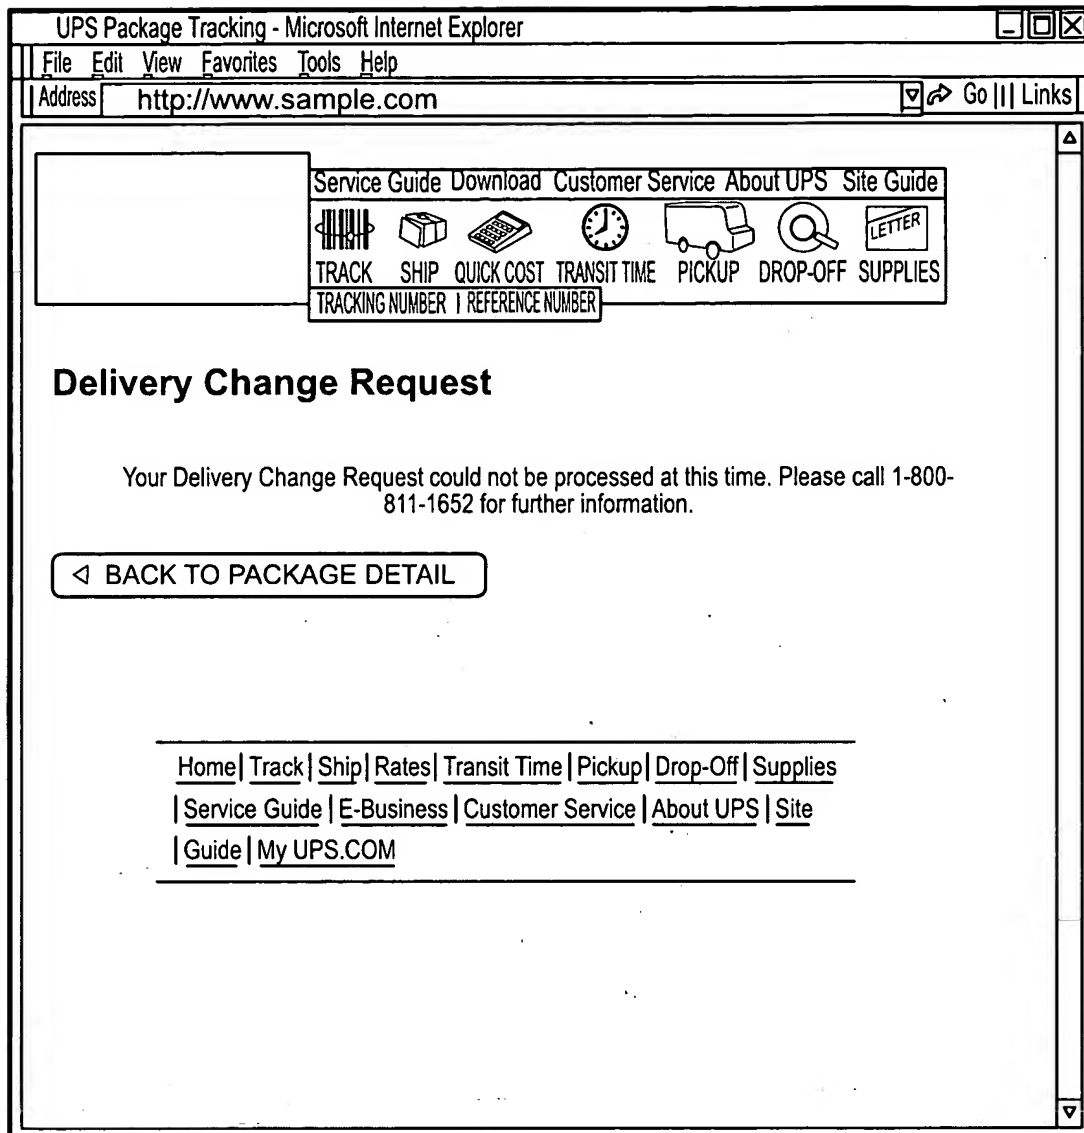 UPS Package Tracking - Microsoft Internet Explorer
File Edit View Favorites Tools Help
Address http://www.sample.com Go Links
Service Guide Download Customer Service About UPS Site Guide
LETTER
TRACK SHIP QUICK COST TRANSIT TIME PICKUP DROP-OFF SUPPLIES
TRACKING NUMBER | REFERENCE NUMBER
Delivery Change Request
Your Delivery Change Request could not be processed at this time. Please call 1-800-
811-1652 for further information.
BACK TO PACKAGE DETAIL
Home| Track| Ship| Rates| Transit Time | Pickup| Drop-Off | Supplies
| Service Guide | E-Business | Customer Service | About UPS | Site
| Guide | My UPS.COM